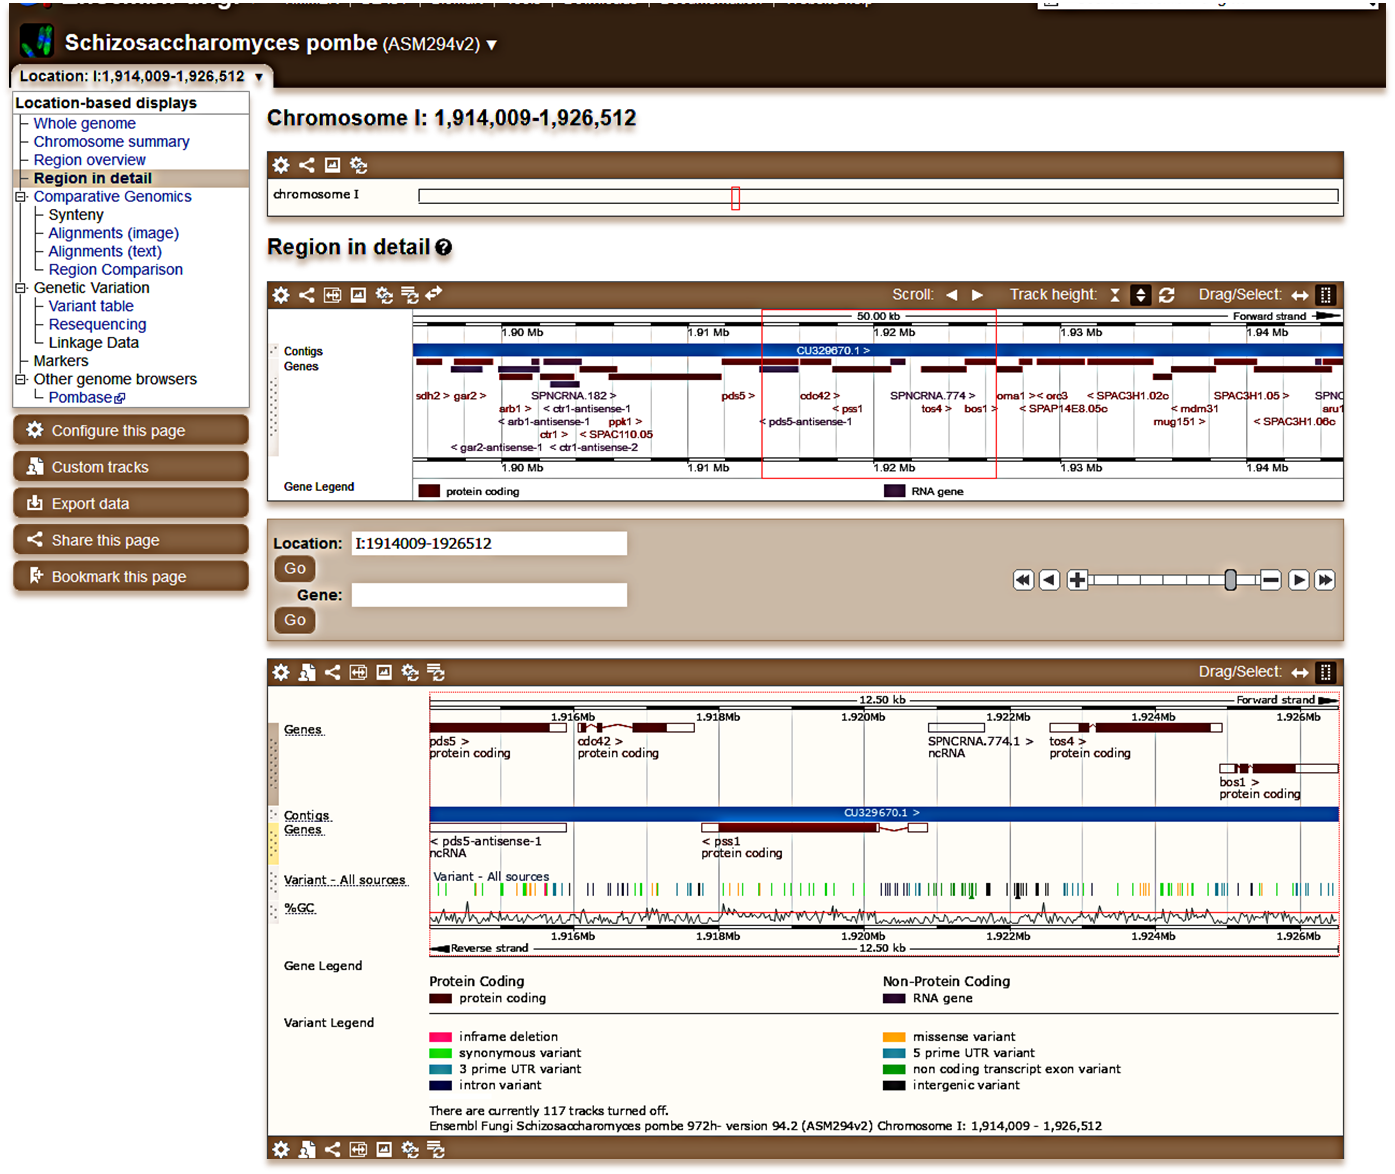 Schizosaccharomyces pombe (ASM294v2) ▼
Location: I:1,914,009-1,926,512 ▼
Location-based displays
Whole genome
Chromosome summary
Region overview
Region in detail
Comparative Genomics
Synteny
Alignments (image)
Alignments (text)
Region Comparison
Genetic Variation
Variant table
Resequencing
Linkage Data
Markers
Other genome browsers
Pombase
Configure this page
Custom tracks
Export data
Share this page
Bookmark this page
Chromosome I: 1,914,009-1,926,512
chromosome I
Region in detail
Scroll: Track height: Drag/Select:
50.00 kb Forward strand
1.90 Mb 1.91 Mb 1.92 Mb 1.93 Mb 1.94 Mb
Contigs CU329670.1 >
Genes
sdh2 > gar2 > SPNCRNA.182 > pds5 > cdc42 > SPNCRNA.774 > oma1 > < orc3 < SPAC3H1.02c SPAC3H1.05 >
arb1 > < ctr1-antisense-1 < pss1 tos4 > bos1 > < SPAP14E8.05c < mdm31 aru1
< arb1-antisense-1 ppk1 > < pds5-antisense-1 mug151 > < SPAC3H1.06c
ctr1 > < SPAC110.05
< gar2-antisense-1 < ctr1-antisense-2
1.90 Mb 1.91 Mb 1.92 Mb 1.93 Mb 1.94 Mb
Gene Legend protein coding RNA gene
Location: I:1914009-1926512
Go
Gene:
Go
Drag/Select:
12.50 kb Forward strand
1.916Mb 1.918Mb 1.920Mb 1.922Mb 1.924Mb 1.926Mb
Genes
pds5 > cdc42 > SPNCRNA.774.1 > tos4 >
protein coding protein coding ncRNA protein coding
bos1 >
protein coding
Contigs CU329670.1 >
Genes
< pds5-antisense-1 < pss1
ncRNA protein coding
Variant - All sources Variant - All sources
%GC
1.916Mb 1.918Mb 1.920Mb 1.922Mb 1.924Mb 1.926Mb
Reverse strand 12.50 kb
Gene Legend
Protein Coding Non-Protein Coding
protein coding RNA gene
Variant Legend
inframe deletion missense variant
synonymous variant 5 prime UTR variant
3 prime UTR variant non coding transcript exon variant
intron variant intergenic variant
There are currently 117 tracks turned off.
Ensembl Fungi Schizosaccharomyces pombe 972h- version 94.2 (ASM294v2) Chromosome I: 1,914,009 - 1,926,512